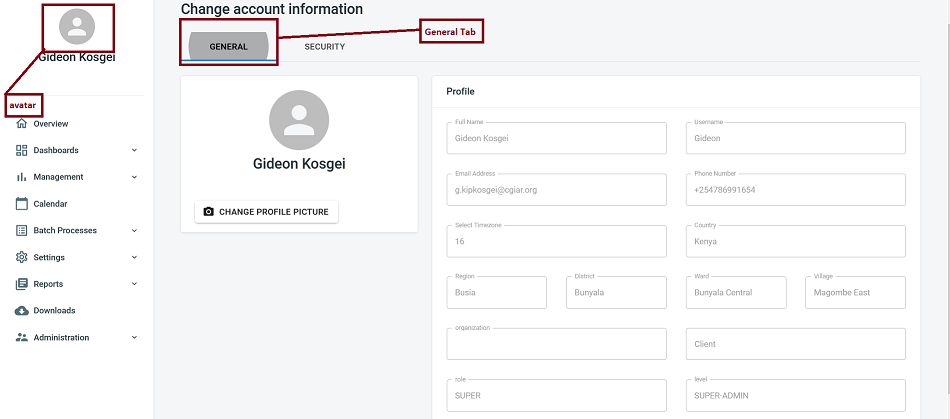 Change account information
GENERAL
SECURITY
General Tab
Gideon Kosgei
avatar
Overview
Dashboards
Management
Calendar
Batch Processes
Settings
Reports
Downloads
Administration
Gideon Kosgei
CHANGE PROFILE PICTURE
Profile
Full Name
Gideon Kosgei
Username
Gideon
Email Address
g.kipkosgei@cgiar.org
Phone Number
+254786991654
Select Timezone
16
Country
Kenya
Region
Busia
District
Bunyala
Ward
Bunyala Central
Village
Magombe East
organization
Client
role
SUPER
level
SUPER-ADMIN